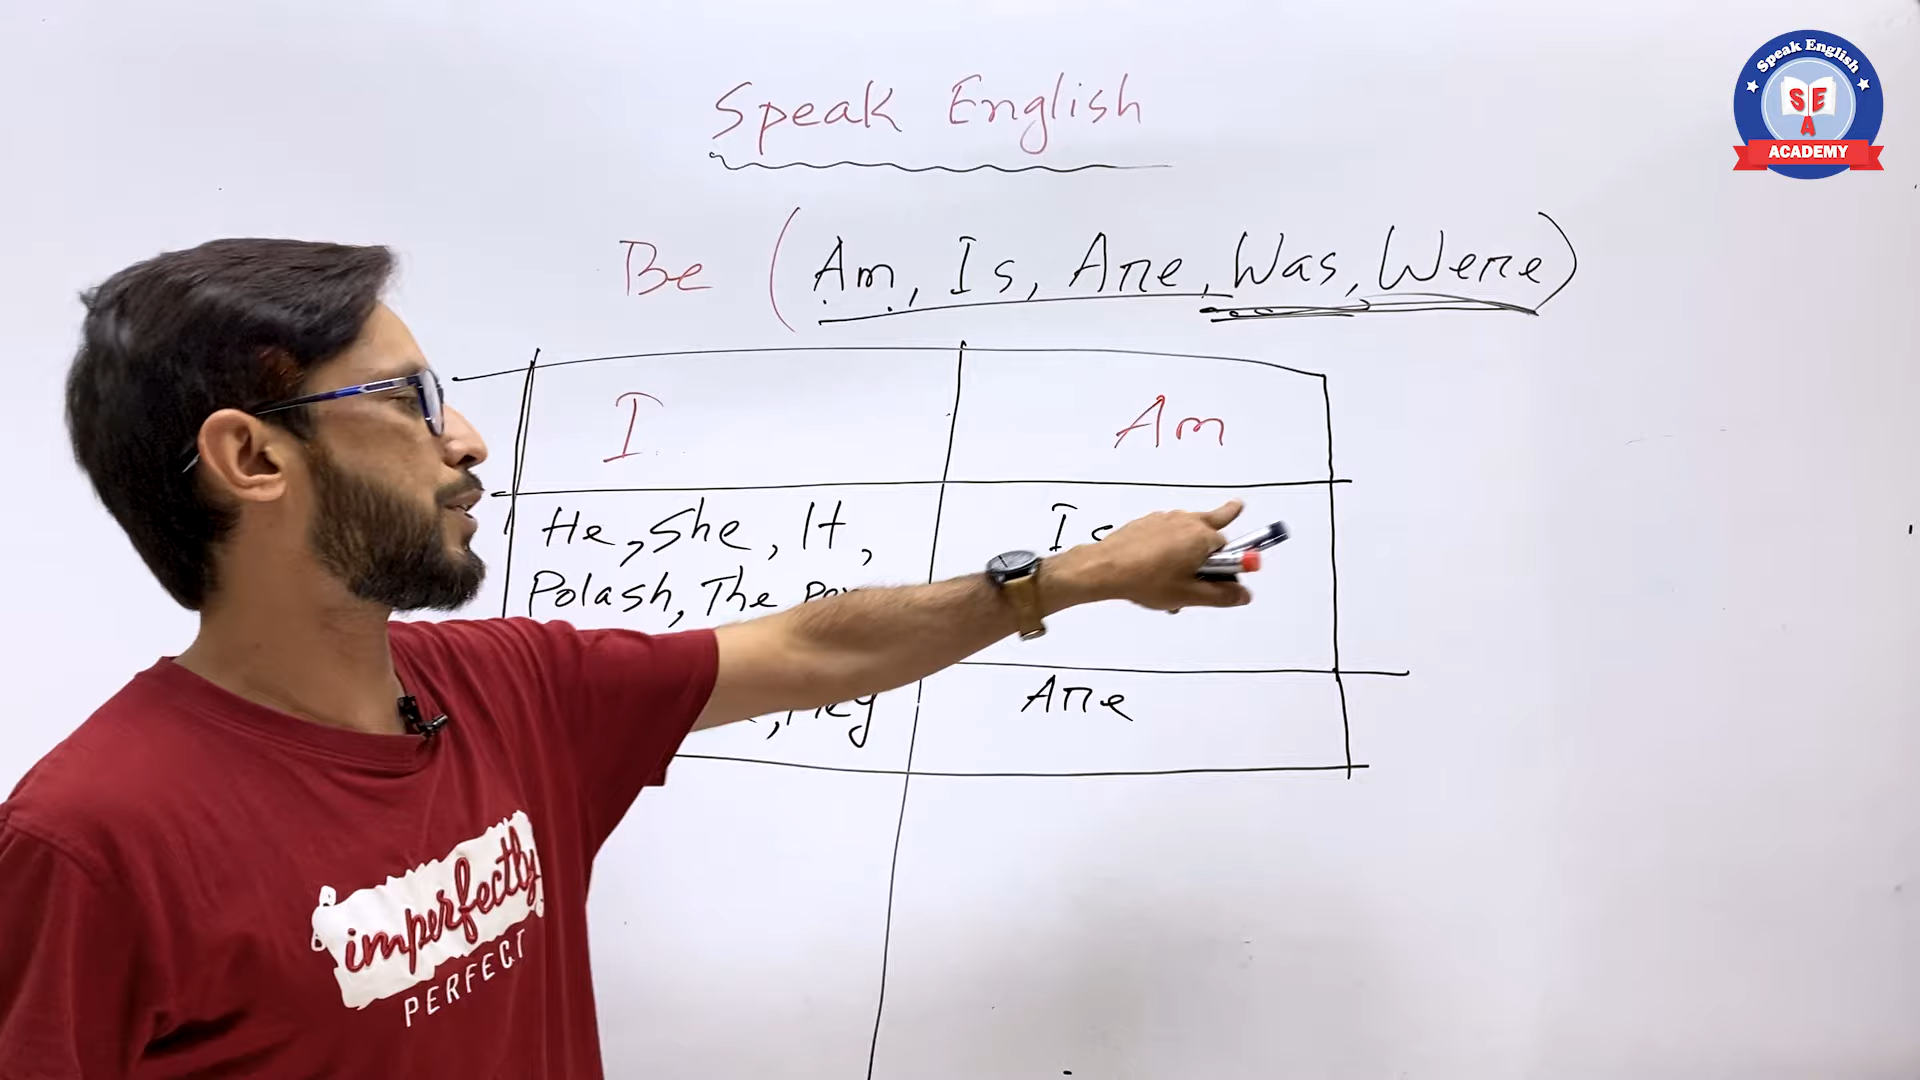 Speak English
SE
A
ACADEMY
Speak English
Be (Am, Is, Are, Was, Were)
I Am
He, She, It, Is
Polash, The
Are
imperfectly
PERFECT